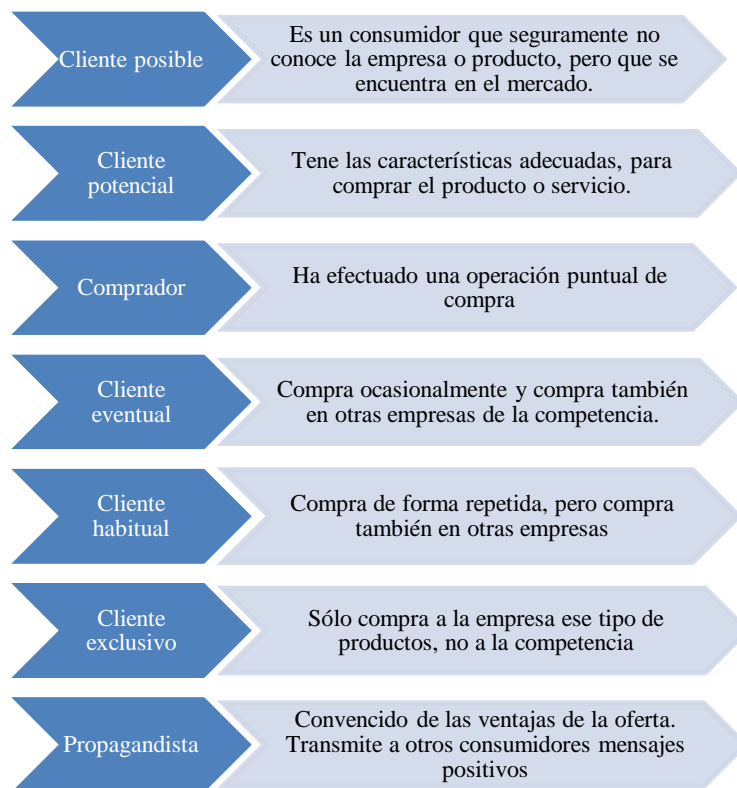 Cliente posible
Es un consumidor que seguramente no
conoce la empresa o producto, pero que se
encuentra en el mercado.
Cliente
potencial
Tene las características adecuadas, para
comprar el producto o servicio.
Comprador
Ha efectuado una operación puntual de
compra
Cliente
eventual
Compra ocasionalmente y compra también
en otras empresas de la competencia.
Cliente
habitual
Compra de forma repetida, pero compra
también en otras empresas
Cliente
exclusivo
Sólo compra a la empresa ese tipo de
productos, no a la competencia
Propagandista
Convencido de las ventajas de la oferta.
Transmite a otros consumidores mensajes
positivos